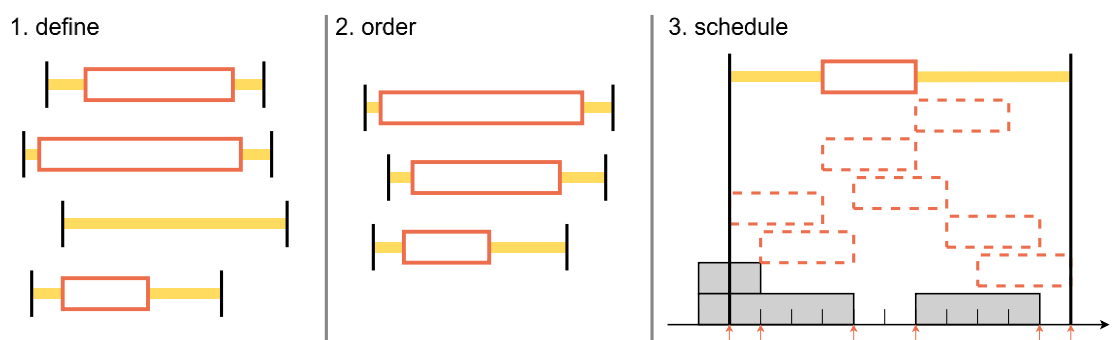 1. define
2. order
3. schedule